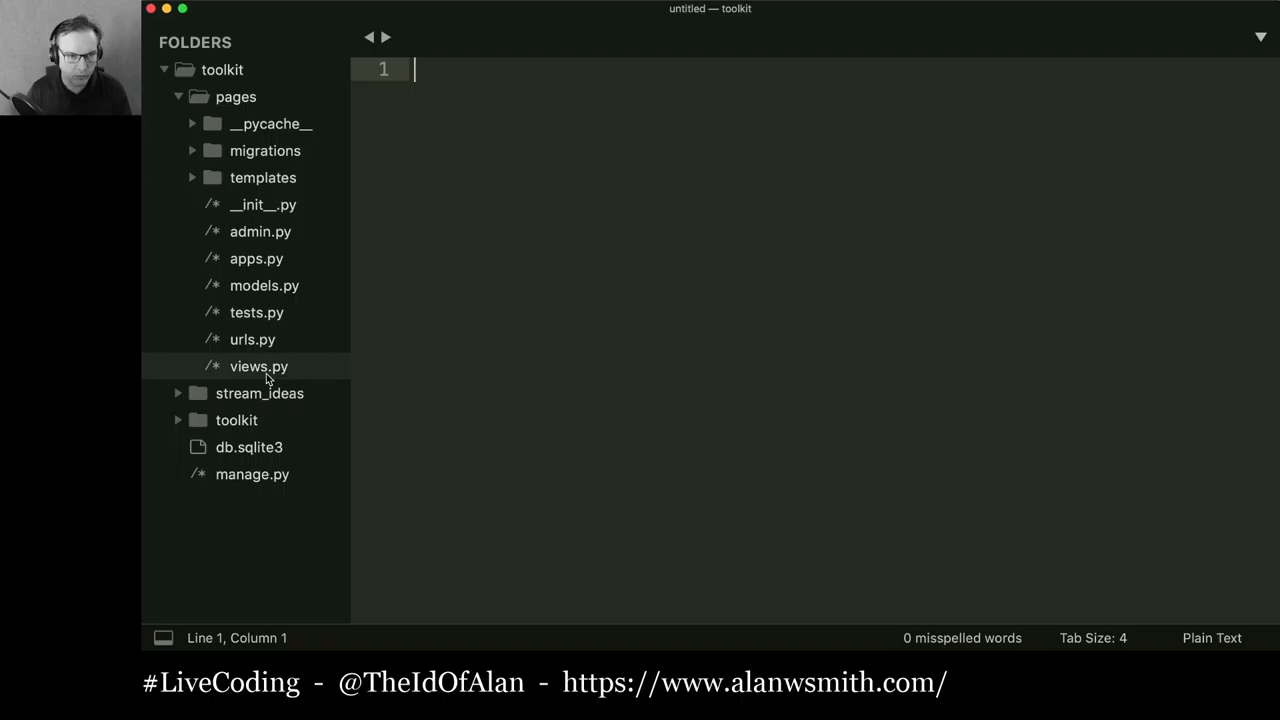 untitled — toolkit
FOLDERS
toolkit
pages
__pycache__
migrations
templates
/* __init__.py
/* admin.py
/* apps.py
/* models.py
/* tests.py
/* urls.py
/* views.py
stream_ideas
toolkit
db.sqlite3
/* manage.py
1
Line 1, Column 1
0 misspelled words
Tab Size: 4
Plain Text
#LiveCoding - @TheIdOfAlan - https://www.alanwsmith.com/